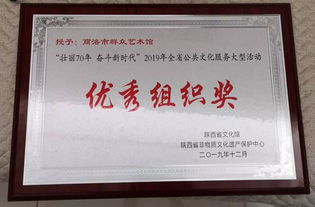 授予：商洛市群众艺术馆
“壮丽70年 奋斗新时代”2019年全省公共文化服务大型活动
优秀组织奖
陕西省文化馆
陕西省非物质文化遗产保护中心
二〇一九年十二月